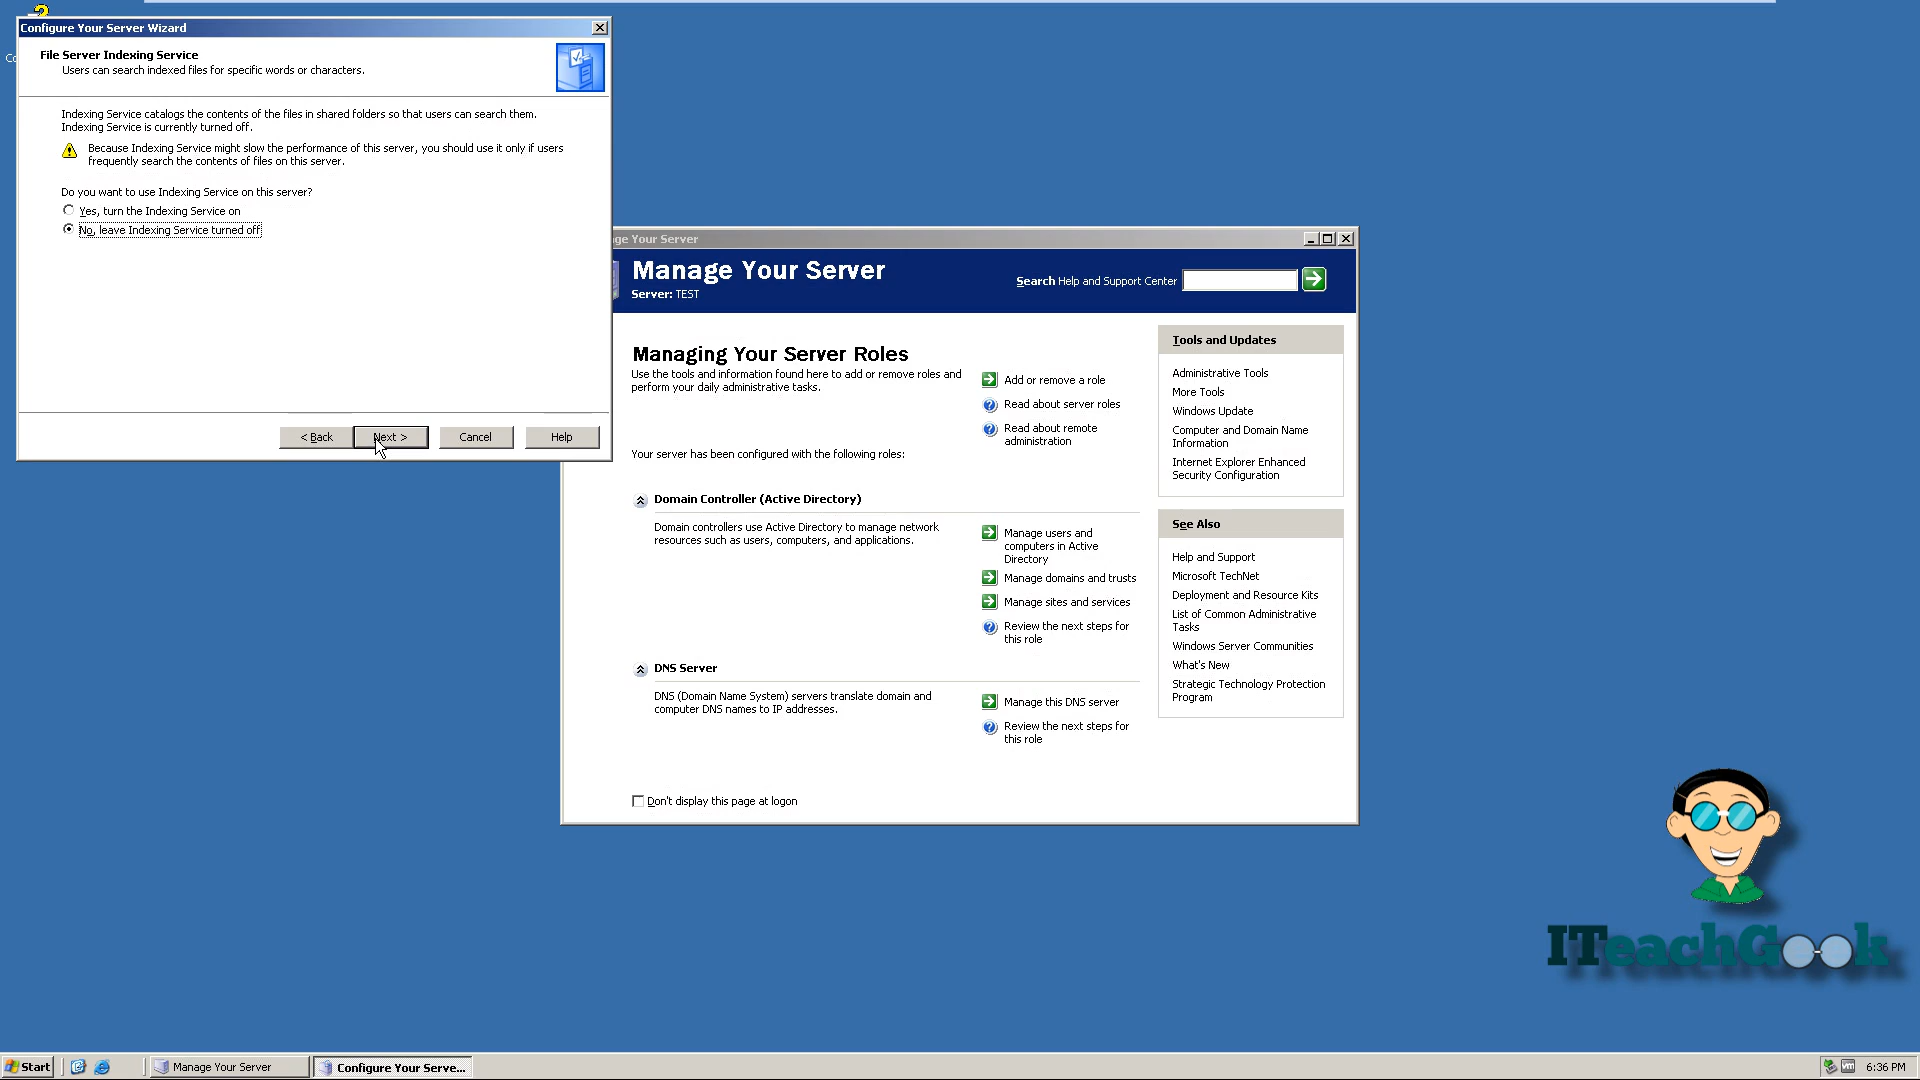 Configure Your Server Wizard
File Server Indexing Service
Users can search indexed files for specific words or characters.
Indexing Service catalogs the contents of the files in shared folders so that users can search them.
Indexing Service is currently turned off.
Because Indexing Service might slow the performance of this server, you should use it only if users
frequently search the contents of files on this server.
Do you want to use Indexing Service on this server?
Yes, turn the Indexing Service on
No, leave Indexing Service turned off
< Back
Next >
Cancel
Help
Your Server
Manage Your Server
Server: TEST
Search Help and Support Center
Managing Your Server Roles
Use the tools and information found here to add or remove roles and
perform your daily administrative tasks.
Add or remove a role
Read about server roles
Read about remote
administration
Your server has been configured with the following roles:
Domain Controller (Active Directory)
Domain controllers use Active Directory to manage network
resources such as users, computers, and applications.
Manage users and
computers in Active
Directory
Manage domains and trusts
Manage sites and services
Review the next steps for
this role
DNS Server
DNS (Domain Name System) servers translate domain and
computer DNS names to IP addresses.
Manage this DNS server
Review the next steps for
this role
Don't display this page at logon
Tools and Updates
Administrative Tools
More Tools
Windows Update
Computer and Domain Name
Information
Internet Explorer Enhanced
Security Configuration
See Also
Help and Support
Microsoft TechNet
Deployment and Resource Kits
List of Common Administrative
Tasks
Windows Server Communities
What's New
Strategic Technology Protection
Program
ITeachGeek
Start
Manage Your Server
Configure Your Serve...
6:36 PM